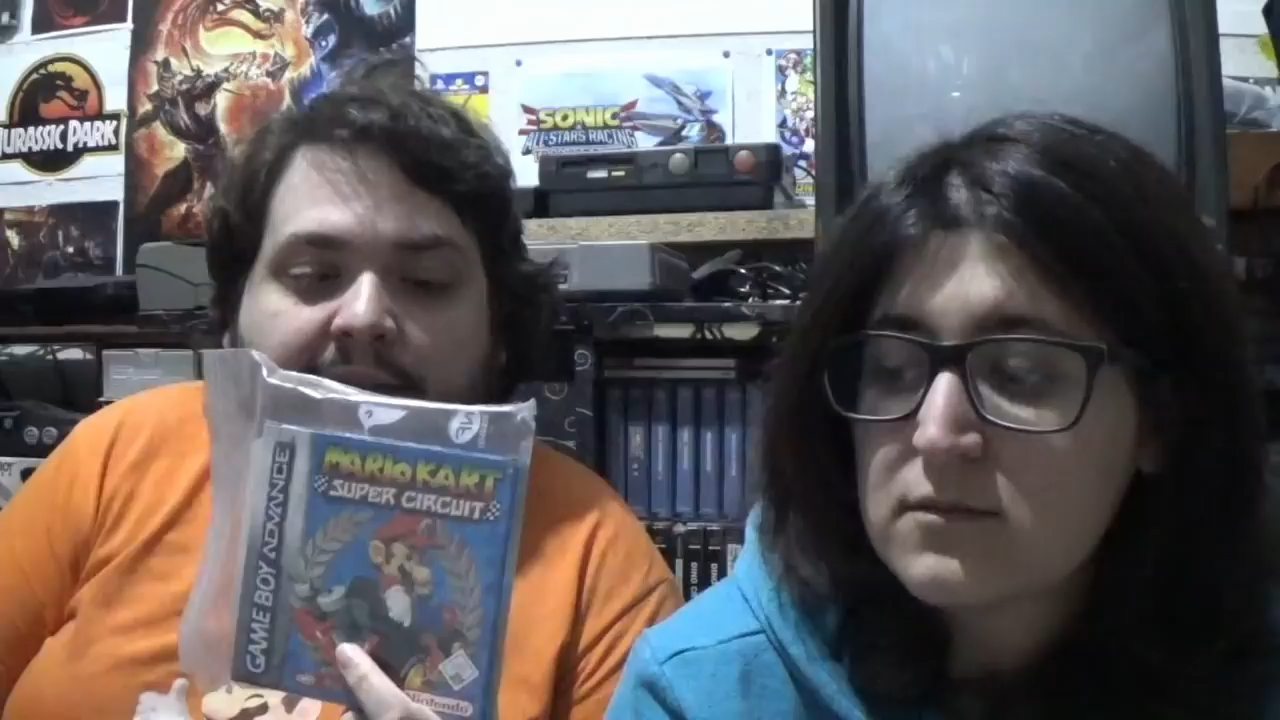 JURASSIC PARK
SONIC
ALL-STARS RACING
MARIO KART
SUPER CIRCUIT
GAME BOY ADVANCE
Nintendo